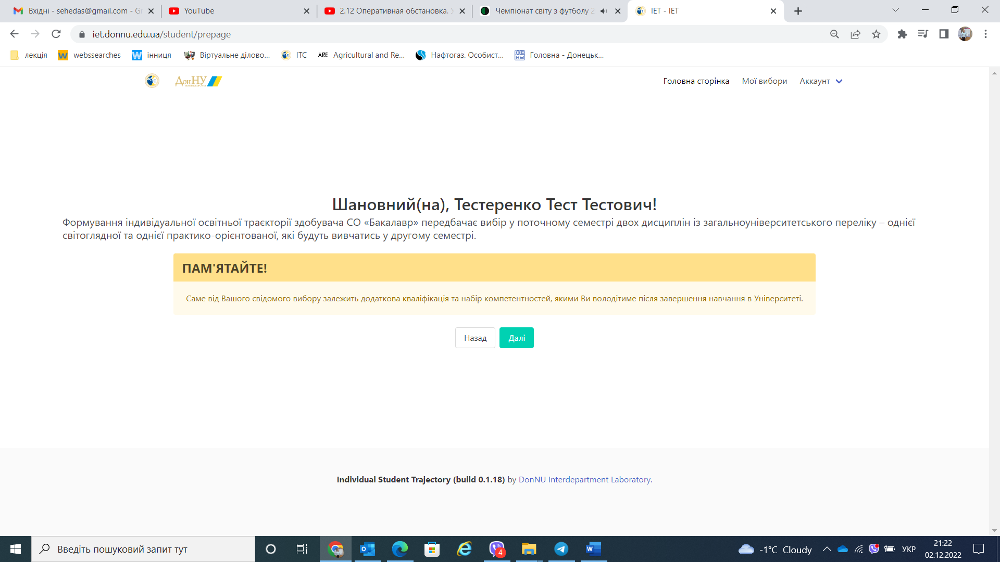 Вхідні - sehedas@gmail.com - Gr
YouTube
2.12 Оперативная обстановка. У
Чемпіонат світу з футболу 2
IET - IET
iet.donnu.edu.ua/student/prepage
лекція
webssearches
інниця
Віртуальне ділово...
ІТС
ARE Agricultural and Re...
Нафтогаз. Особист...
Головна - Донецьк...
ДонНУ
Головна сторінка
Мої вибори
Аккаунт
Шановний(на), Тестеренко Тест Тестович!
Формування індивідуальної освітньої траєкторії здобувача СО «Бакалавр» передбачає вибір у поточному семестрі двох дисциплін із загальноуніверситетського переліку – однієї
світоглядної та однієї практико-орієнтованої, які будуть вивчатись у другому семестрі.
ПАМ'ЯТАЙТЕ!
Саме від Вашого свідомого вибору залежить додаткова кваліфікація та набір компетентностей, якими Ви володітиме після завершення навчання в Університеті.
Назад
Далі
Individual Student Trajectory (build 0.1.18) by DonNU Interdepartment Laboratory.
Введіть пошуковий запит тут
4
-1°C Cloudy
УКР
21:22
02.12.2022